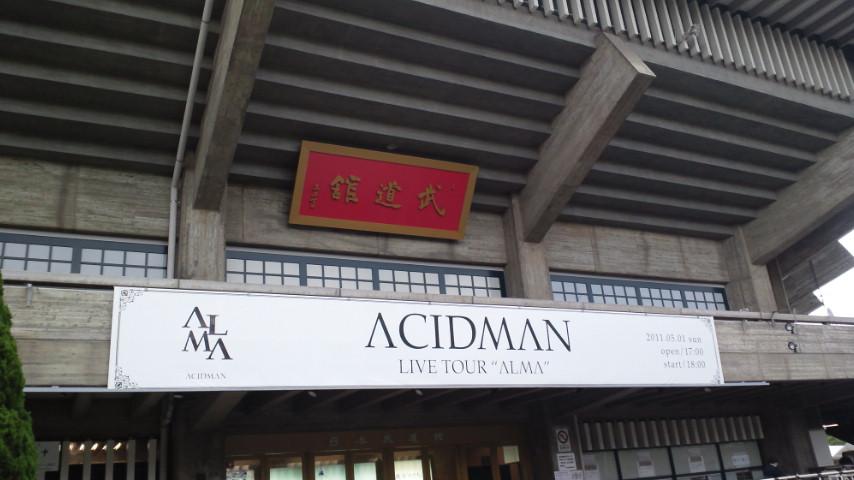 武道館
ALMA
ACIDMAN
ACIDMAN
LIVE TOUR "ALMA"
2011.05.01 sun
open/17:00
start/18:00
日本武道館